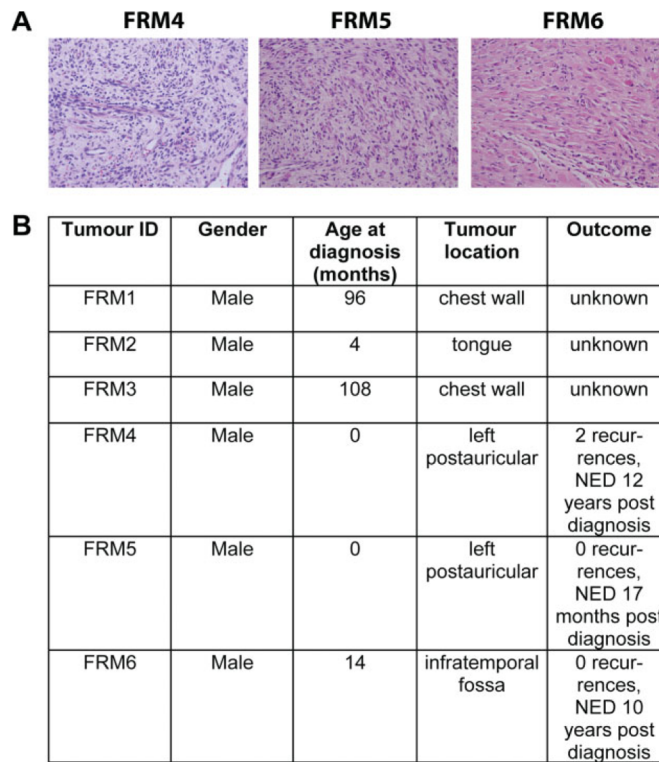 A
FRM4 FRM5 FRM6
B
Tumour ID Gender Age at diagnosis (months) Tumour location Outcome
FRM1 Male 96 chest wall unknown
FRM2 Male 4 tongue unknown
FRM3 Male 108 chest wall unknown
FRM4 Male 0 left postauricular 2 recur-rences, NED 12 years post diagnosis
FRM5 Male 0 left postauricular 0 recur-rences, NED 17 months post diagnosis
FRM6 Male 14 infratemporal fossa 0 recur-rences, NED 10 years post diagnosis